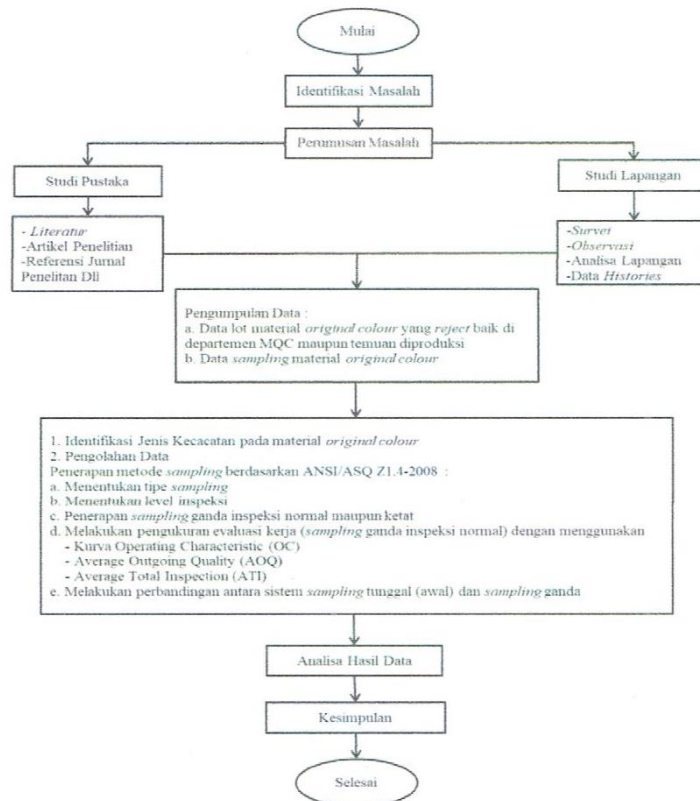 Mulai
Identifikasi Masalah
Perumusan Masalah
Studi Pustaka
Studi Lapangan
- Literatur
-Artikel Penelitian
-Referensi Jurnal
Penelitan Dll
-Survei
-Observasi
-Analisa Lapangan
-Data Histories
Pengumpulan Data :
a. Data lot material original colour yang reject baik di
departemen MQC maupun temuan diproduksi
b. Data sampling material original colour
1. Identifikasi Jenis Kecacatan pada material original colour
2. Pengolahan Data
Penerapan metode sampling berdasarkan ANSI/ASQ Z1.4-2008 :
a. Menentukan tipe sampling
b. Menentukan level inspeksi
c. Penerapan sampling ganda inspeksi normal maupun ketat
d. Melakukan pengukuran evaluasi kerja (sampling ganda inspeksi normal) dengan menggunakan
- Kurva Operating Characteristic (OC)
- Average Outgoing Quality (AOQ)
- Average Total Inspection (ATI)
e. Melakukan perbandingan antara sistem sampling tunggal (awal) dan sampling ganda
Analisa Hasil Data
Kesimpulan
Selesai